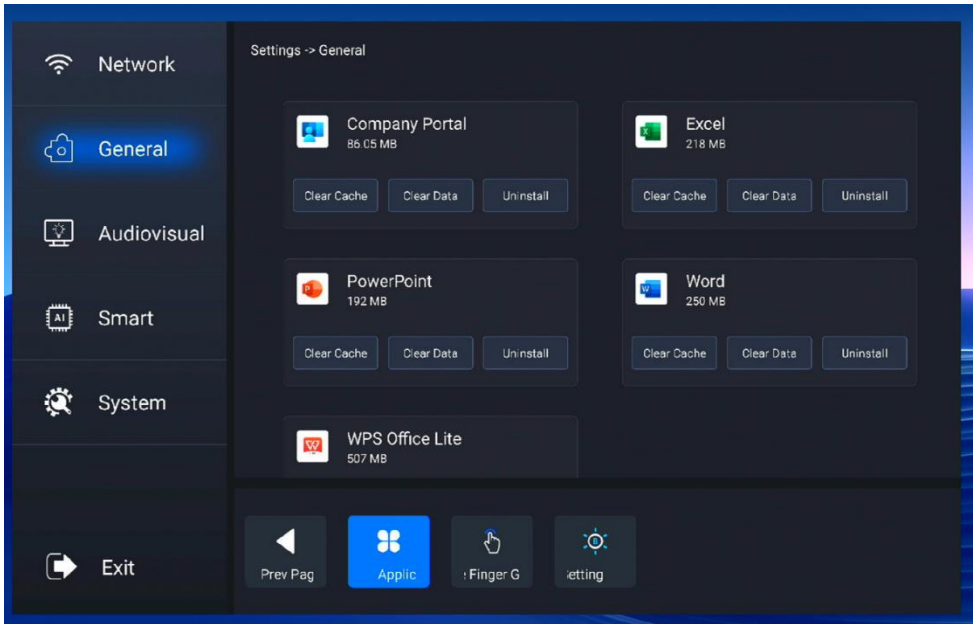 Network
General
Audiovisual
Smart
System
Exit
Settings -> General
Company Portal
86.05 MB
Clear Cache
Clear Data
Uninstall
Excel
218 MB
Clear Cache
Clear Data
Uninstall
PowerPoint
192 MB
Clear Cache
Clear Data
Uninstall
Word
250 MB
Clear Cache
Clear Data
Uninstall
WPS Office Lite
507 MB
Prev Pag
Applic
Finger G
etting